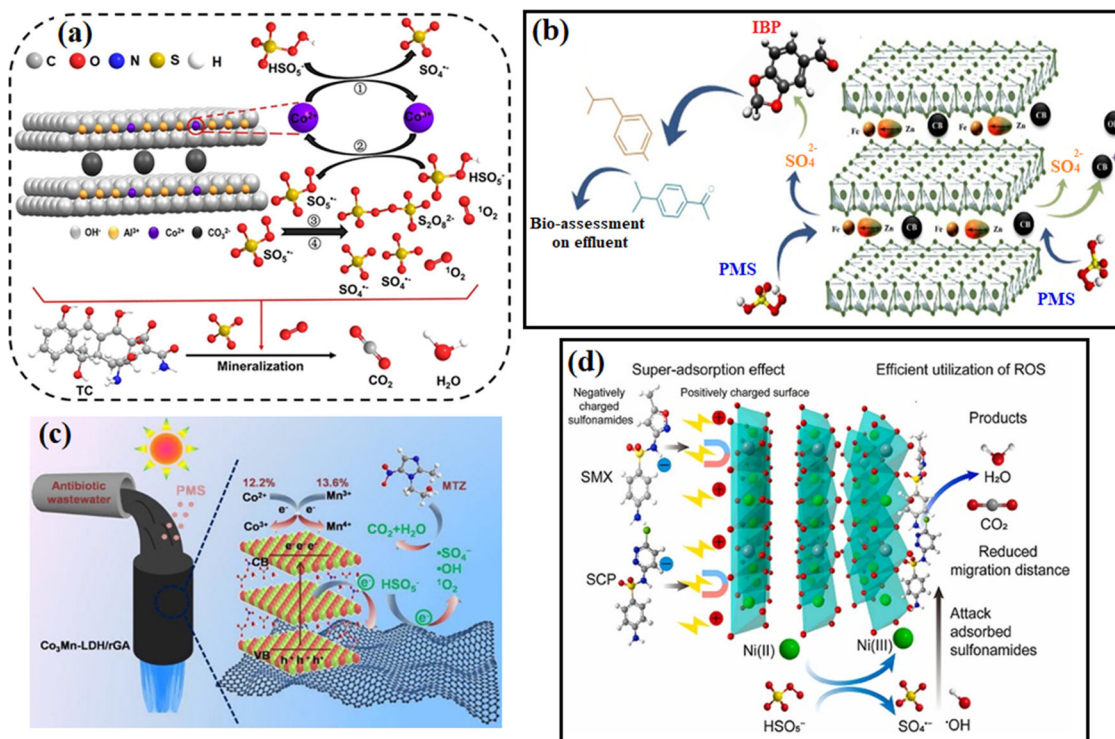 (a)
C O N S H
HSO₅⁻
SO₄•⁻
①
Co²⁺
Co³⁺
②
SO₅•⁻
HSO₅⁻
S₂O₈²⁻
¹O₂
③
④
SO₅•⁻
SO₄•⁻
SO₄•⁻
¹O₂
OH⁻ Al³⁺ Co²⁺ CO₃²⁻
TC
Mineralization
CO₂
H₂O
(b)
IBP
SO₄²⁻
Bio-assessment
on effluent
PMS
Fe Zn CB Fe Zn CB
SO₄²⁻
CB
Fe Zn CB Fe Zn CB
PMS
(c)
Antibiotic
wastewater
PMS
Co₃Mn-LDH/rGA
12.2% 13.6%
Co²⁺ Mn³⁺
e⁻ e⁻
Co³⁺ Mn⁴⁺
MTZ
CO₂+H₂O
e⁻ e⁻ e⁻
CB
•SO₄⁻
•OH
¹O₂
HSO₅⁻
e⁻
e⁻
VB
h⁺ h⁺ h⁺
(d)
Super-adsorption effect
Efficient utilization of ROS
Negatively
charged
sulfonamides
Positively charged surface
SMX
SCP
Products
H₂O
CO₂
Reduced
migration distance
Attack
adsorbed
sulfonamides
Ni(II)
Ni(III)
HSO₅⁻
SO₄•⁻
•OH